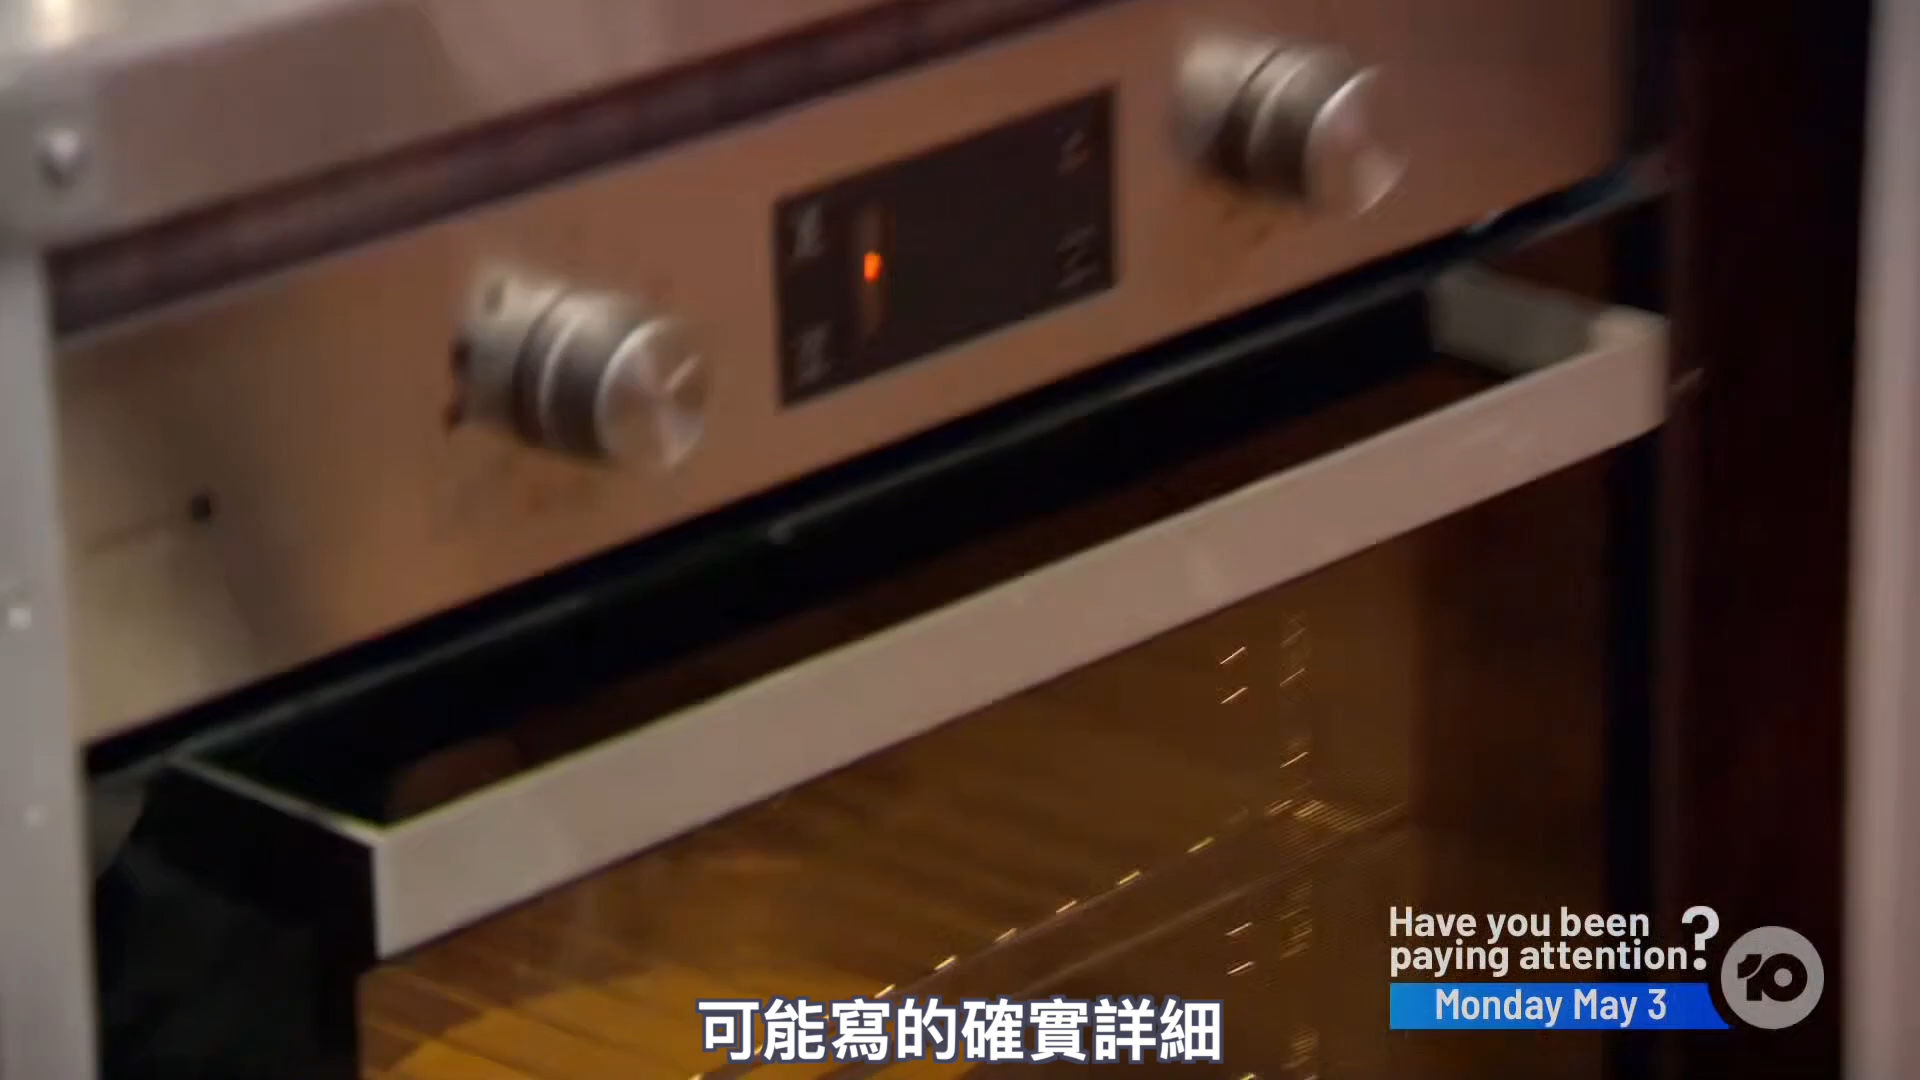 Have you been
paying attention?
Monday May 3
10
可能寫的確實詳細